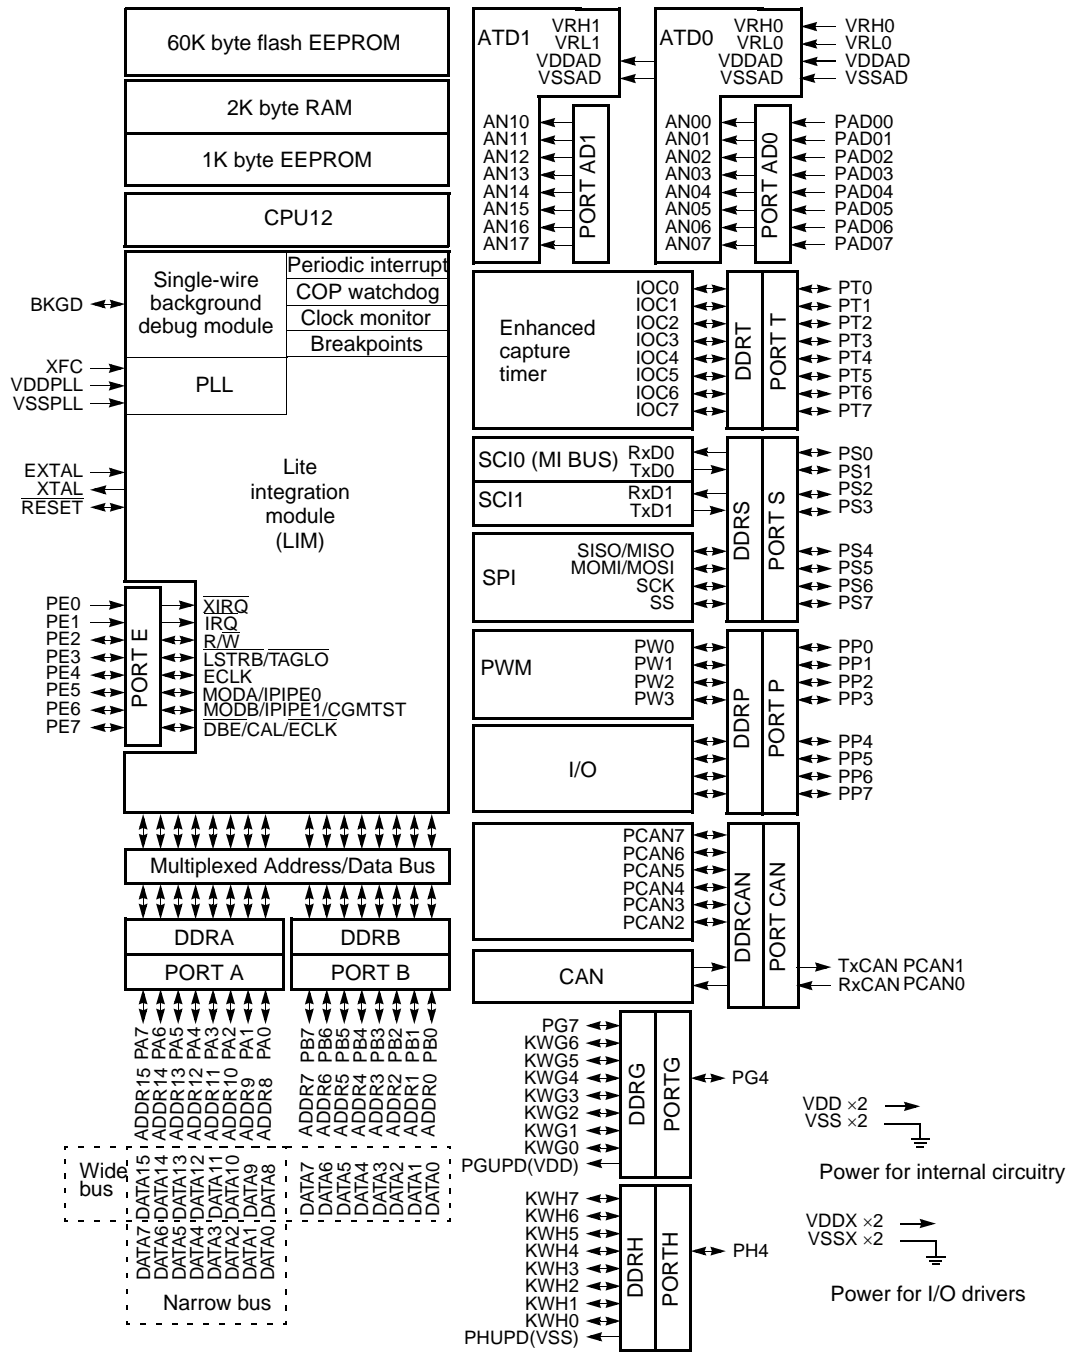 60K byte flash EEPROM
2K byte RAM
1K byte EEPROM
CPU12
Single-wire
background
debug module
Periodic interrupt
COP watchdog
Clock monitor
Breakpoints
BKGD
XFC
VDDPLL
VSSPLL
PLL
EXTAL
XTAL
RESET
Lite
integration
module
(LIM)
PE0
PE1
PE2
PE3
PE4
PE5
PE6
PE7
PORT E
XIRQ
IRQ
R/W
LSTRB/TAGLO
ECLK
MODA/IPIPE0
MODB/IPIPE1/CGMTST
DBE/CAL/ECLK
Multiplexed Address/Data Bus
DDRA
DDRB
PORT A
PORT B
PA7
PA6
PA5
PA4
PA3
PA2
PA1
PA0
PB7
PB6
PB5
PB4
PB3
PB2
PB1
PB0
ADDR15
ADDR14
ADDR13
ADDR12
ADDR11
ADDR10
ADDR9
ADDR8
ADDR7
ADDR6
ADDR5
ADDR4
ADDR3
ADDR2
ADDR1
ADDR0
Wide
bus
DATA15
DATA14
DATA13
DATA12
DATA11
DATA10
DATA9
DATA8
DATA7
DATA6
DATA5
DATA4
DATA3
DATA2
DATA1
DATA0
DATA7
DATA6
DATA5
DATA4
DATA3
DATA2
DATA1
DATA0
Narrow bus
ATD1
VRH1
VRL1
VDDAD
VSSAD
AN10
AN11
AN12
AN13
AN14
AN15
AN16
AN17
PORT AD1
ATD0
VRH0
VRL0
VDDAD
VSSAD
VRH0
VRL0
VDDAD
VSSAD
AN00
AN01
AN02
AN03
AN04
AN05
AN06
AN07
PORT AD0
PAD00
PAD01
PAD02
PAD03
PAD04
PAD05
PAD06
PAD07
Enhanced
capture
timer
IOC0
IOC1
IOC2
IOC3
IOC4
IOC5
IOC6
IOC7
DDRT
PORT T
PT0
PT1
PT2
PT3
PT4
PT5
PT6
PT7
SCI0 (MI BUS)
RxD0
TxD0
SCI1
RxD1
TxD1
SPI
SISO/MISO
MOMI/MOSI
SCK
SS
DDRS
PORT S
PS0
PS1
PS2
PS3
PS4
PS5
PS6
PS7
PWM
PW0
PW1
PW2
PW3
I/O
DDRP
PORT P
PP0
PP1
PP2
PP3
PP4
PP5
PP6
PP7
PCAN7
PCAN6
PCAN5
PCAN4
PCAN3
PCAN2
CAN
DDRCAN
PORT CAN
TxCAN PCAN1
RxCAN PCAN0
PG7
KWG6
KWG5
KWG4
KWG3
KWG2
KWG1
KWG0
PGUPD(VDD)
DDRG
PORTG
PG4
KWH7
KWH6
KWH5
KWH4
KWH3
KWH2
KWH1
KWH0
PHUPD(VSS)
DDRH
PORTH
PH4
VDD ×2
VSS ×2
Power for internal circuitry
VDDX ×2
VSSX ×2
Power for I/O drivers